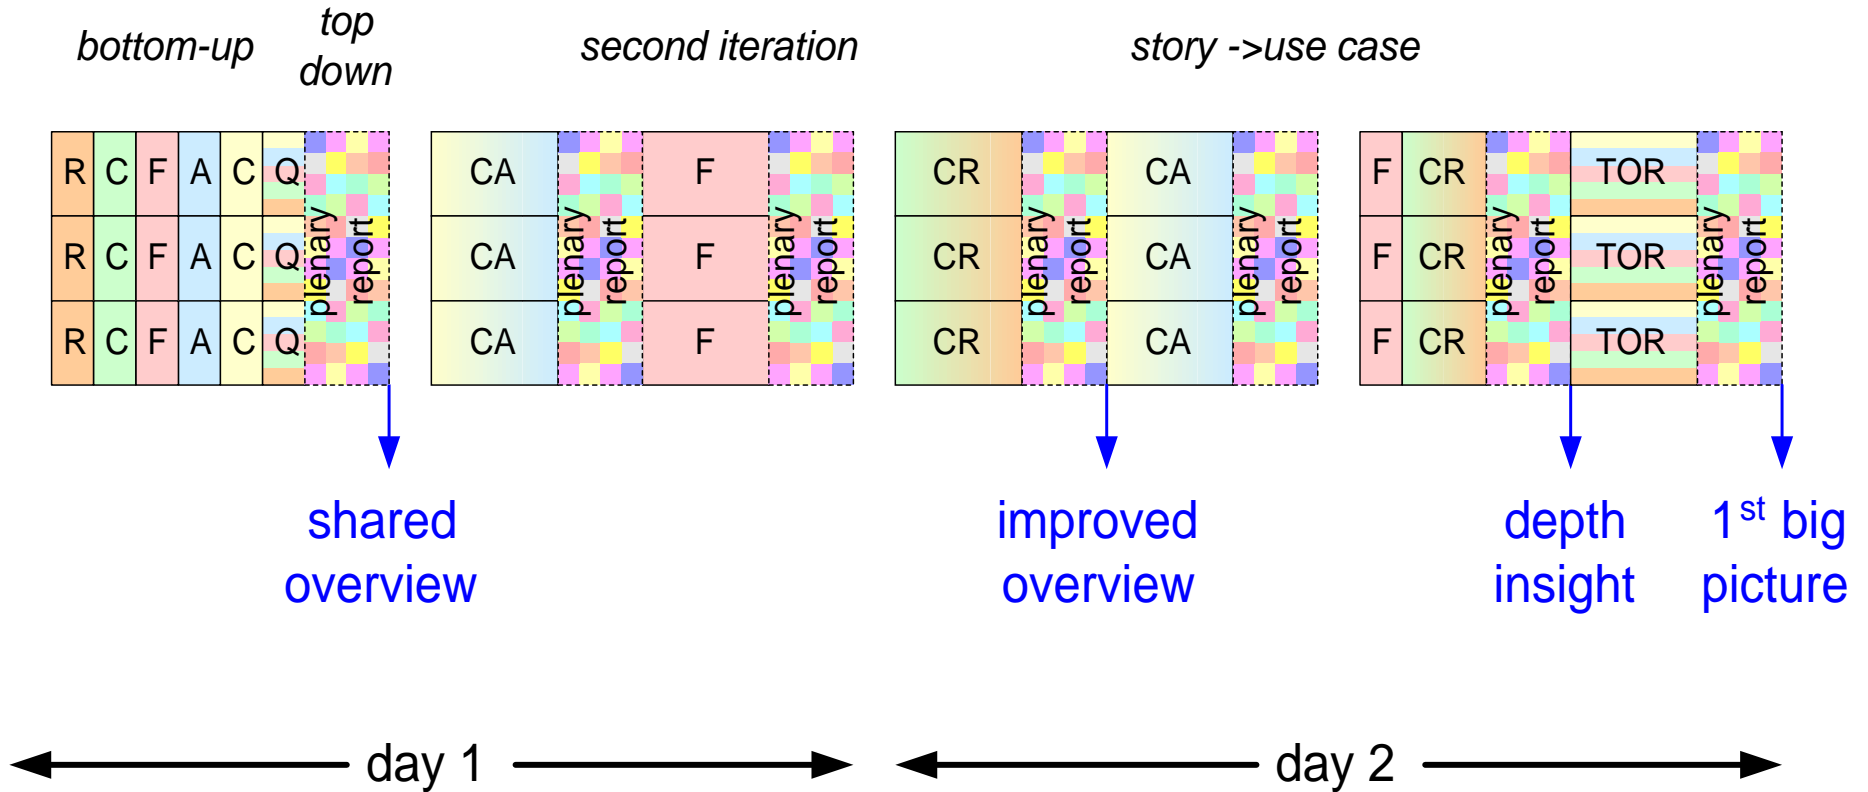 bottom-up
top
down
second iteration
story ->use case
R C F A C Q
R C F A C Q
R C F A C Q
plenary
report
CA F
CA F
CA F
plenary
report
plenary
report
CR CA
CR CA
CR CA
plenary
report
plenary
report
F CR TOR
F CR TOR
F CR TOR
plenary
report
plenary
report
shared
overview
improved
overview
depth
insight
1st big
picture
day 1
day 2